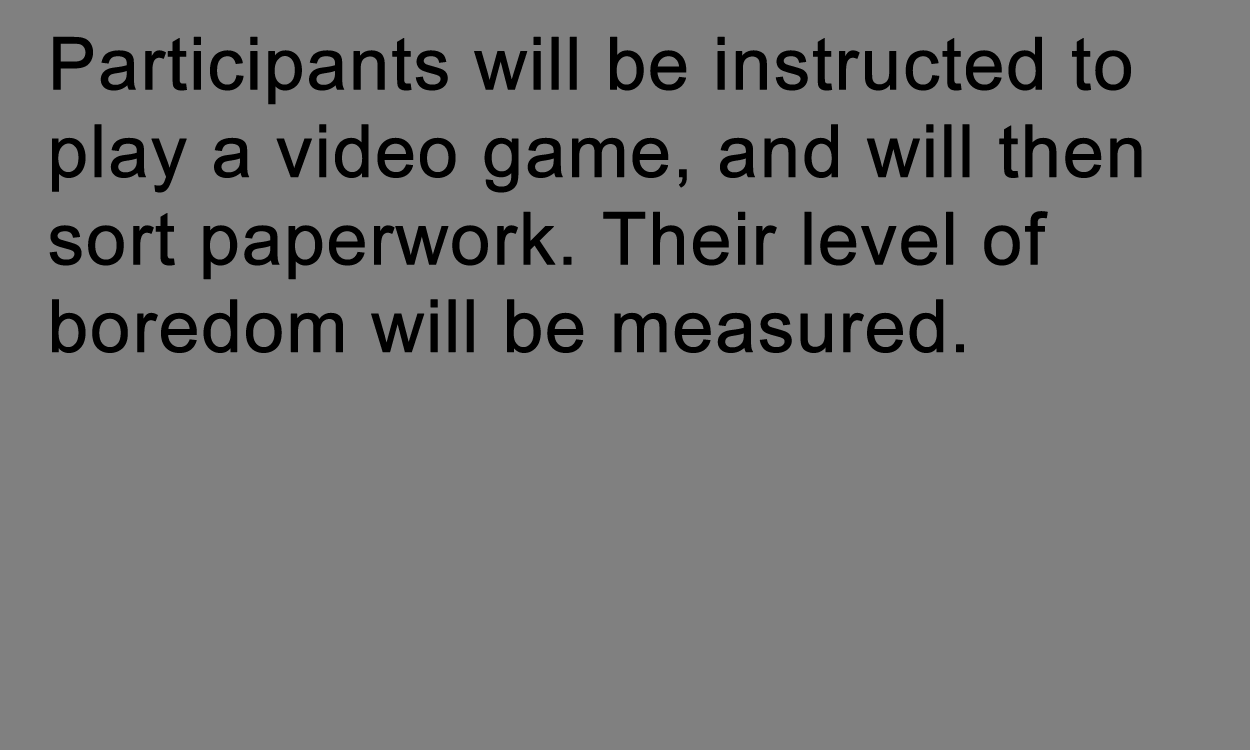 Participants will be instructed to
play a video game, and will then
sort paperwork. Their level of
boredom will be measured.